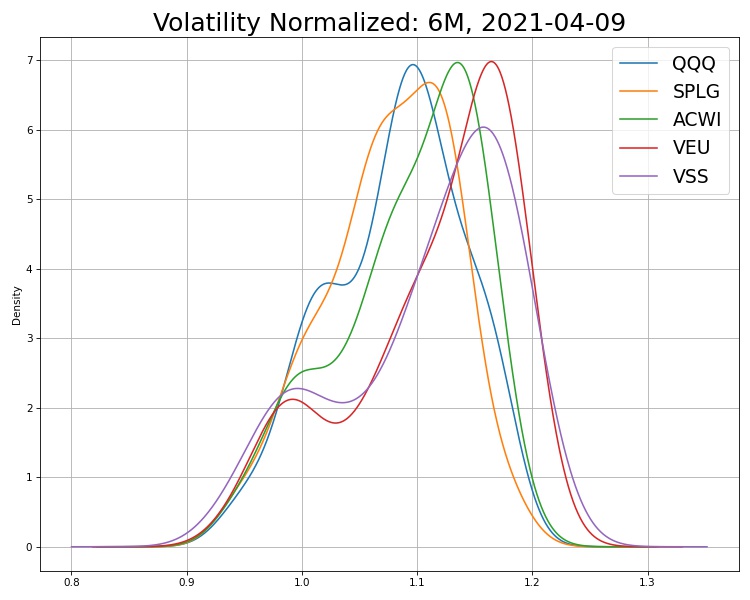 Volatility Normalized: 6M, 2021-04-09
QQQ
SPLG
ACWI
VEU
VSS
Density
7
6
5
4
3
2
1
0
0.8 0.9 1.0 1.1 1.2 1.3